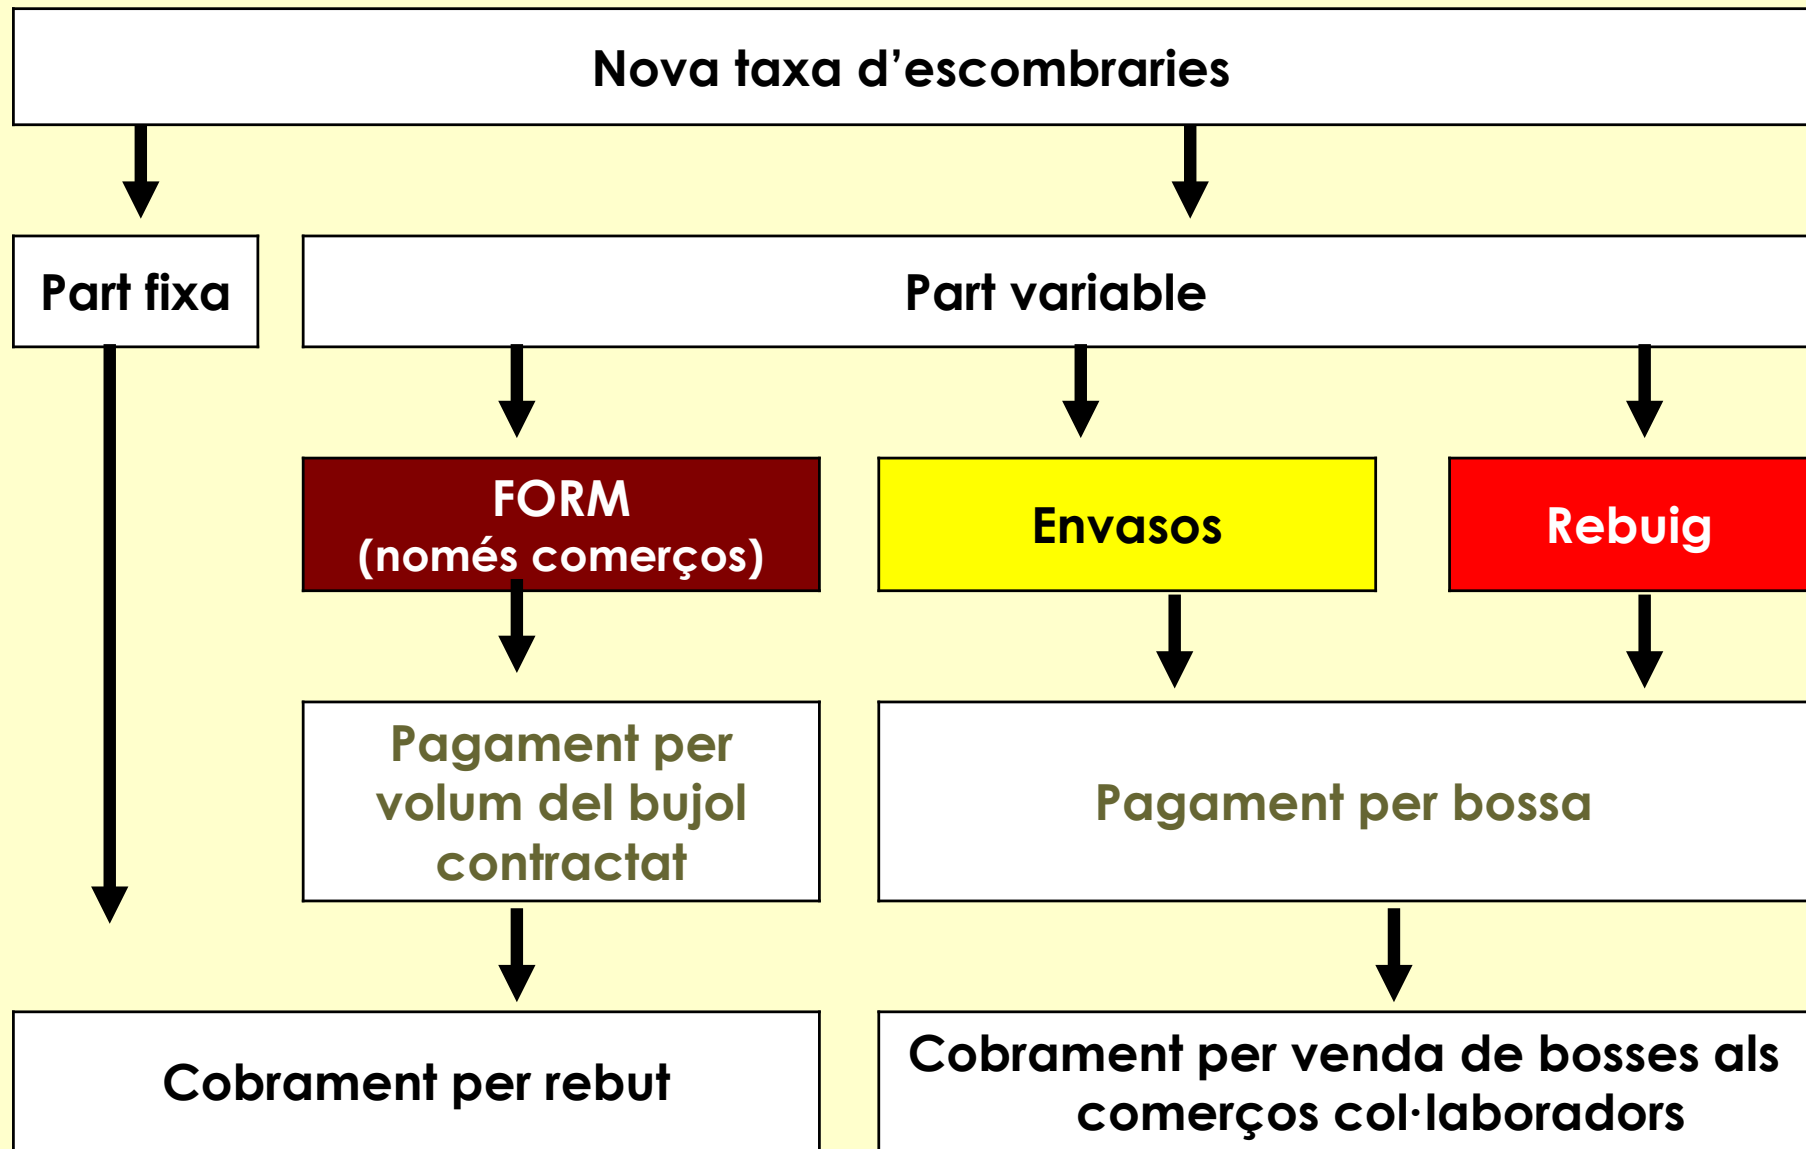 Nova taxa d’escombraries
Part fixa
Part variable
FORM
(només comerços)
Envasos
Rebuig
Pagament per
volum del bujol
contractat
Pagament per bossa
Cobrament per rebut
Cobrament per venda de bosses als
comerços col·laboradors